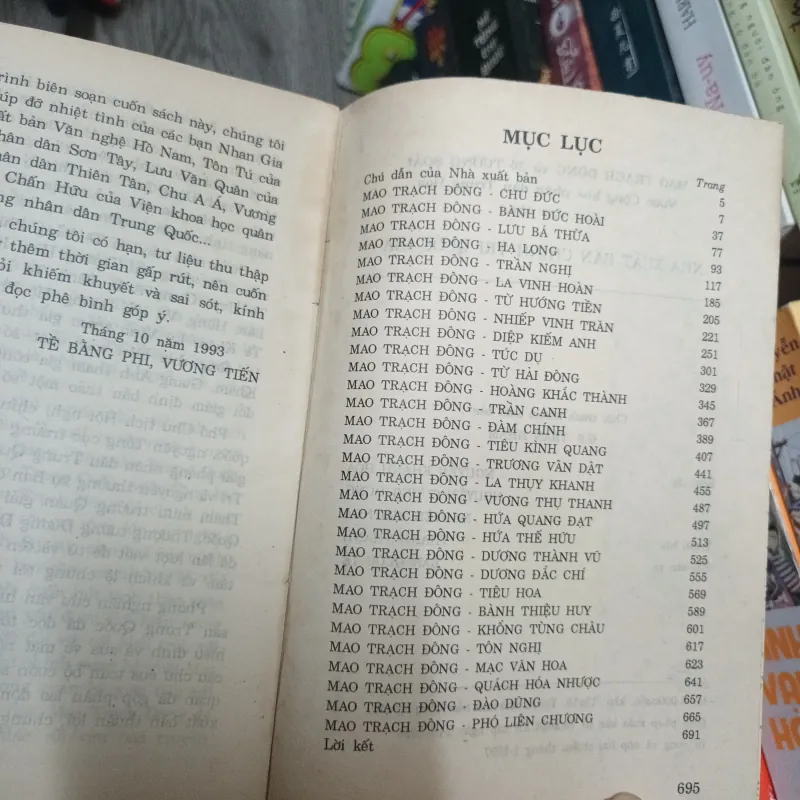 rình biên soạn cuốn sách này, chúng tôi
úp đỡ nhiệt tình của các bạn Nhan Gia
ất bản Văn nghệ Hồ Nam, Tôn Tú của
hân dân Sơn Tây, Lưu Văn Quân của
hân dân Thiên Tân, Chu A Á, Vương
Chấn Hữu của Viện khoa học quân
ng nhân dân Trung Quốc...
chúng tôi có hạn, tư liệu thu thập
thêm thời gian gấp rút, nên cuốn
ỏi khiếm khuyết và sai sót, kính
đọc phê bình góp ý.
Tháng 10 năm 1993
TỀ BẰNG PHI, VƯƠNG TIẾN
MỤC LỤC
Trang
Chú dẫn của Nhà xuất bản 5
MAO TRẠCH ĐÔNG - CHU ĐỨC 7
MAO TRẠCH ĐÔNG - BÀNH ĐỨC HOÀI 37
MAO TRẠCH ĐÔNG - LƯU BÁ THỪA 77
MAO TRẠCH ĐÔNG - HẠ LONG 93
MAO TRẠCH ĐÔNG - TRẦN NGHỊ 117
MAO TRẠCH ĐÔNG - LA VINH HOÀN 185
MAO TRẠCH ĐÔNG - TỪ HƯỚNG TIỀN 205
MAO TRẠCH ĐÔNG - NHIẾP VINH TRĂN 221
MAO TRẠCH ĐÔNG - DIỆP KIẾM ANH 251
MAO TRẠCH ĐÔNG - TÚC DỤ 301
MAO TRẠCH ĐÔNG - TỪ HẢI ĐÔNG 329
MAO TRẠCH ĐÔNG - HOÀNG KHẮC THÀNH 345
MAO TRẠCH ĐÔNG - TRẦN CANH 367
MAO TRẠCH ĐÔNG - ĐÀM CHÍNH 389
MAO TRẠCH ĐÔNG - TIÊU KÌNH QUANG 407
MAO TRẠCH ĐÔNG - TRƯƠNG VÂN DẬT 441
MAO TRẠCH ĐÔNG - LA THỤY KHANH 455
MAO TRẠCH ĐÔNG - VƯƠNG THỤ THANH 487
MAO TRẠCH ĐÔNG - HỨA QUANG ĐẠT 497
MAO TRẠCH ĐÔNG - HỨA THẾ HỮU 513
MAO TRẠCH ĐÔNG - DƯƠNG THÀNH VŨ 525
MAO TRẠCH ĐÔNG - DƯƠNG ĐẮC CHÍ 555
MAO TRẠCH ĐÔNG - TIÊU HOA 569
MAO TRẠCH ĐÔNG - BÀNH THIỆU HUY 589
MAO TRẠCH ĐÔNG - KHỔNG TÙNG CHÂU 601
MAO TRẠCH ĐÔNG - TÔN NGHỊ 617
MAO TRẠCH ĐÔNG - MẠC VĂN HOA 623
MAO TRẠCH ĐÔNG - QUÁCH HÓA NHƯỢC 641
MAO TRẠCH ĐÔNG - ĐÀO DŨNG 657
MAO TRẠCH ĐÔNG - PHÓ LIÊN CHƯƠNG 665
Lời kết 691
695
Na-uy